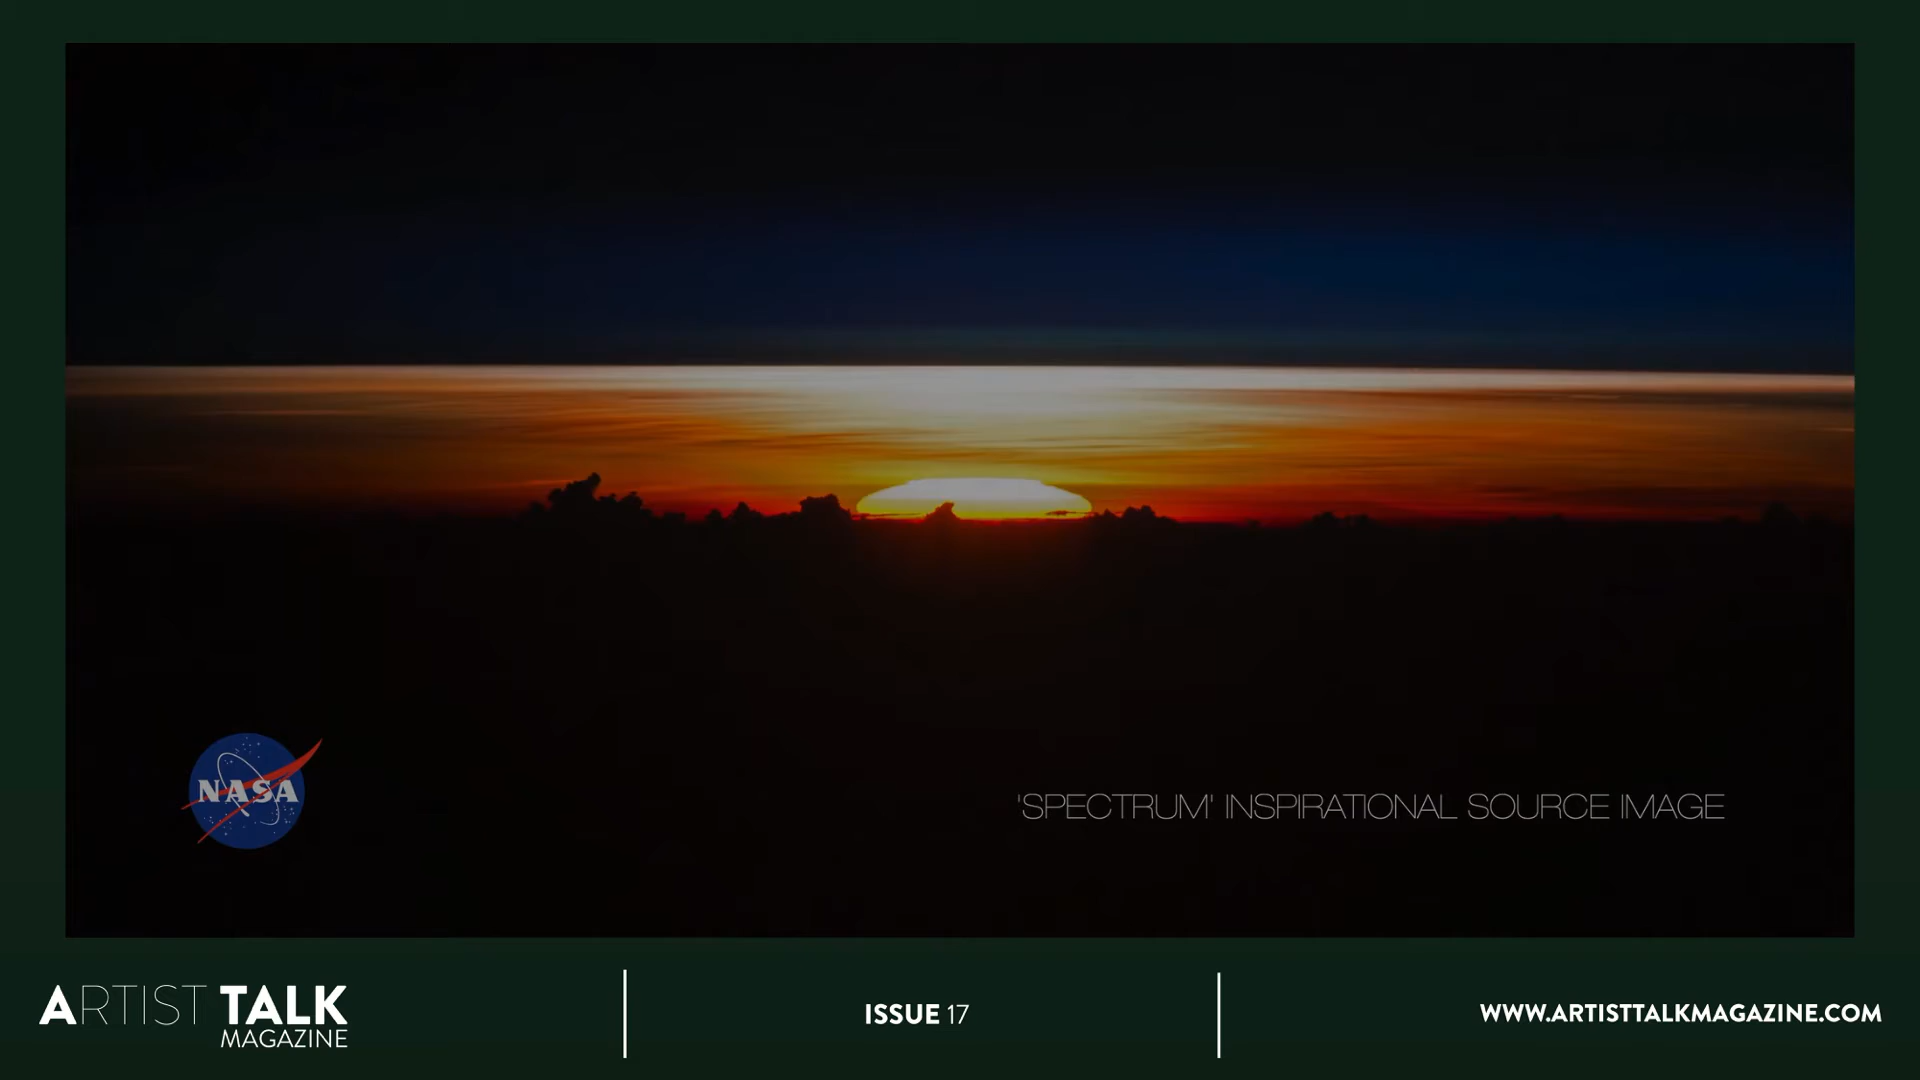 NASA
'SPECTRUM' INSPIRATIONAL SOURCE IMAGE
ARTIST TALK
MAGAZINE
ISSUE 17
WWW.ARTISTTALKMAGAZINE.COM